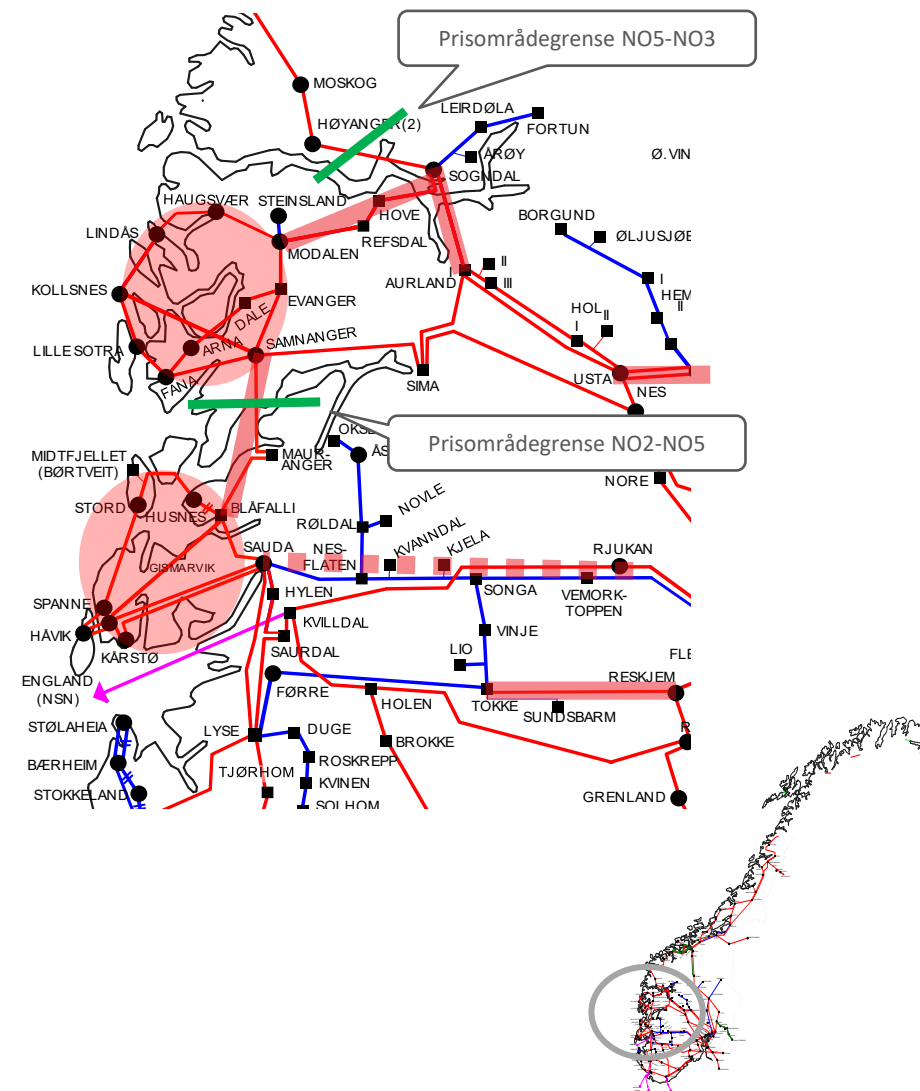 Prisområdegrense NO5-NO3
MOSKOG
HØYANGER(2)
LEIRDØLA
FORTUN
ÅRØY
Ø.VIN
SOGNDAL
HAUGSVÆR
STEINSLAND
HOVE
BORGUND
LINDÅS
REFSDAL
ØLJUSJØE
MODALEN
I
II
AURLAND
III
I
KOLLSNES
EVANGER
HEM
DALE
HOL
II
II
I
LILLESOTRA
ARNA
SAMNANGER
FANA
SIMA
USTA
NES
Prisområdegrense NO2-NO5
MIDTFJELLET
(BØRTVEIT)
MAUR-
ANGER
NORE
STORD
HUSNES
BLÅFALLI
NOVLE
RØLDAL
KVANNDAL
SAUDA
NES-
FLATEN
KJELA
RJUKAN
GISMARVIK
HYLEN
SONGA
VEMORK-
TOPPEN
SPANNE
KVILLDAL
HÅVIK
VINJE
KÅRSTØ
SAURDAL
LIO
FLE
ENGLAND
(NSN)
FØRRE
RESKJEM
HOLEN
TOKKE
SUNDSBARM
STØLAHEIA
LYSE
DUGE
BROKKE
BÆRHEIM
ROSKREPP
TJØRHOM
KVINEN
STOKKELAND
SOLHOM
GRENLAND